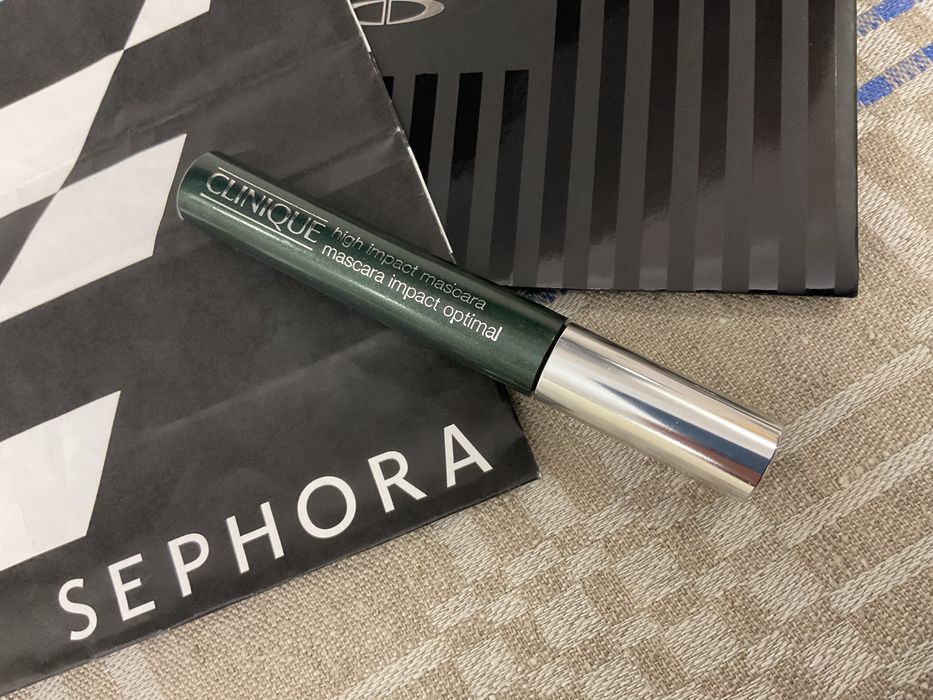 CLINIQUE
high impact mascara
mascara impact optimal
SEPHORA